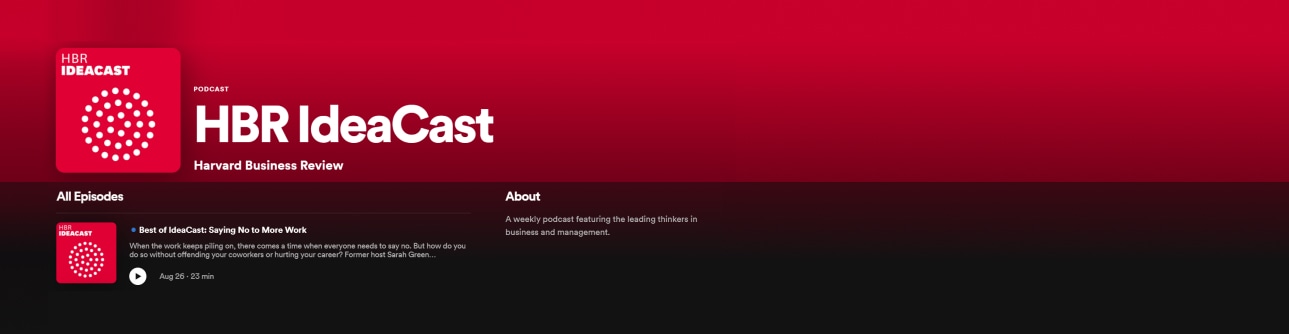 HBR
IDEACAST
PODCAST
HBR IdeaCast
Harvard Business Review
All Episodes
HBR
IDEACAST
Best of IdeaCast: Saying No to More Work
When the work keeps piling on, there comes a time when everyone needs to say no. But how do you
do so without offending your coworkers or hurting your career? Former host Sarah Green...
Aug 26 · 23 min
About
A weekly podcast featuring the leading thinkers in
business and management.